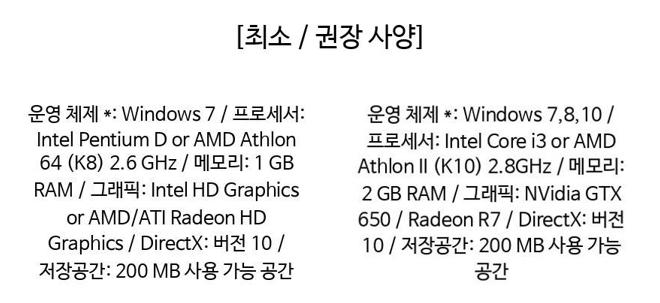 [최소 / 권장 사양]
운영 체제 *: Windows 7 / 프로세서:
Intel Pentium D or AMD Athlon
64 (K8) 2.6 GHz / 메모리: 1 GB
RAM / 그래픽: Intel HD Graphics
or AMD/ATI Radeon HD
Graphics / DirectX: 버전 10 /
저장공간: 200 MB 사용 가능 공간
운영 체제 *: Windows 7,8,10 /
프로세서: Intel Core i3 or AMD
Athlon II (K10) 2.8GHz / 메모리:
2 GB RAM / 그래픽: NVidia GTX
650 / Radeon R7 / DirectX: 버전
10 / 저장공간: 200 MB 사용 가능
공간